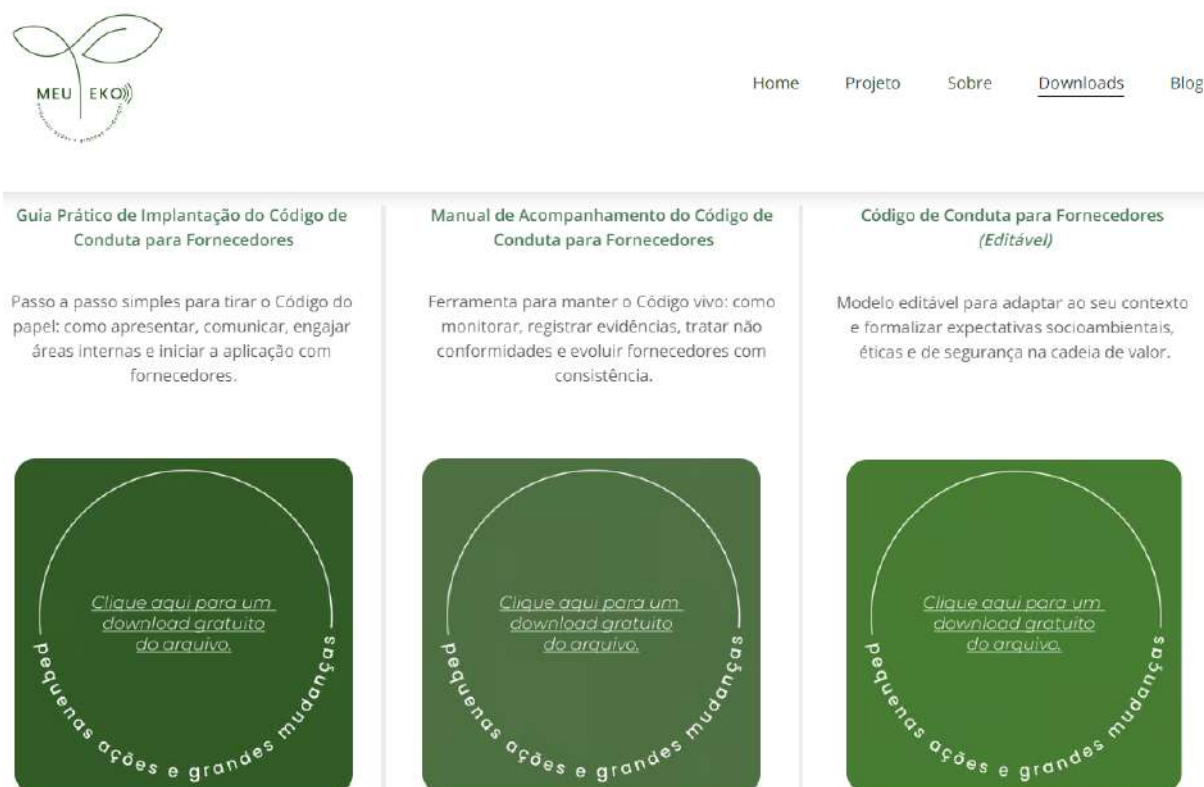 MEU EKO
pequenas ações e grandes mudanças
Home Projeto Sobre Downloads Blog
Guia Prático de Implantação do Código de
Conduta para Fornecedores
Passo a passo simples para tirar o Código do
papel: como apresentar, comunicar, engajar
áreas internas e iniciar a aplicação com
fornecedores.
Clique aqui para um
download gratuito
do arquivo.
pequenas ações e grandes mudanças
Manual de Acompanhamento do Código de
Conduta para Fornecedores
Ferramenta para manter o Código vivo: como
monitorar, registrar evidências, tratar não
conformidades e evoluir fornecedores com
consistência.
Clique aqui para um
download gratuito
do arquivo.
pequenas ações e grandes mudanças
Código de Conduta para Fornecedores
(Editável)
Modelo editável para adaptar ao seu contexto
e formalizar expectativas socioambientais,
éticas e de segurança na cadeia de valor.
Clique aqui para um
download gratuito
do arquivo.
pequenas ações e grandes mudanças